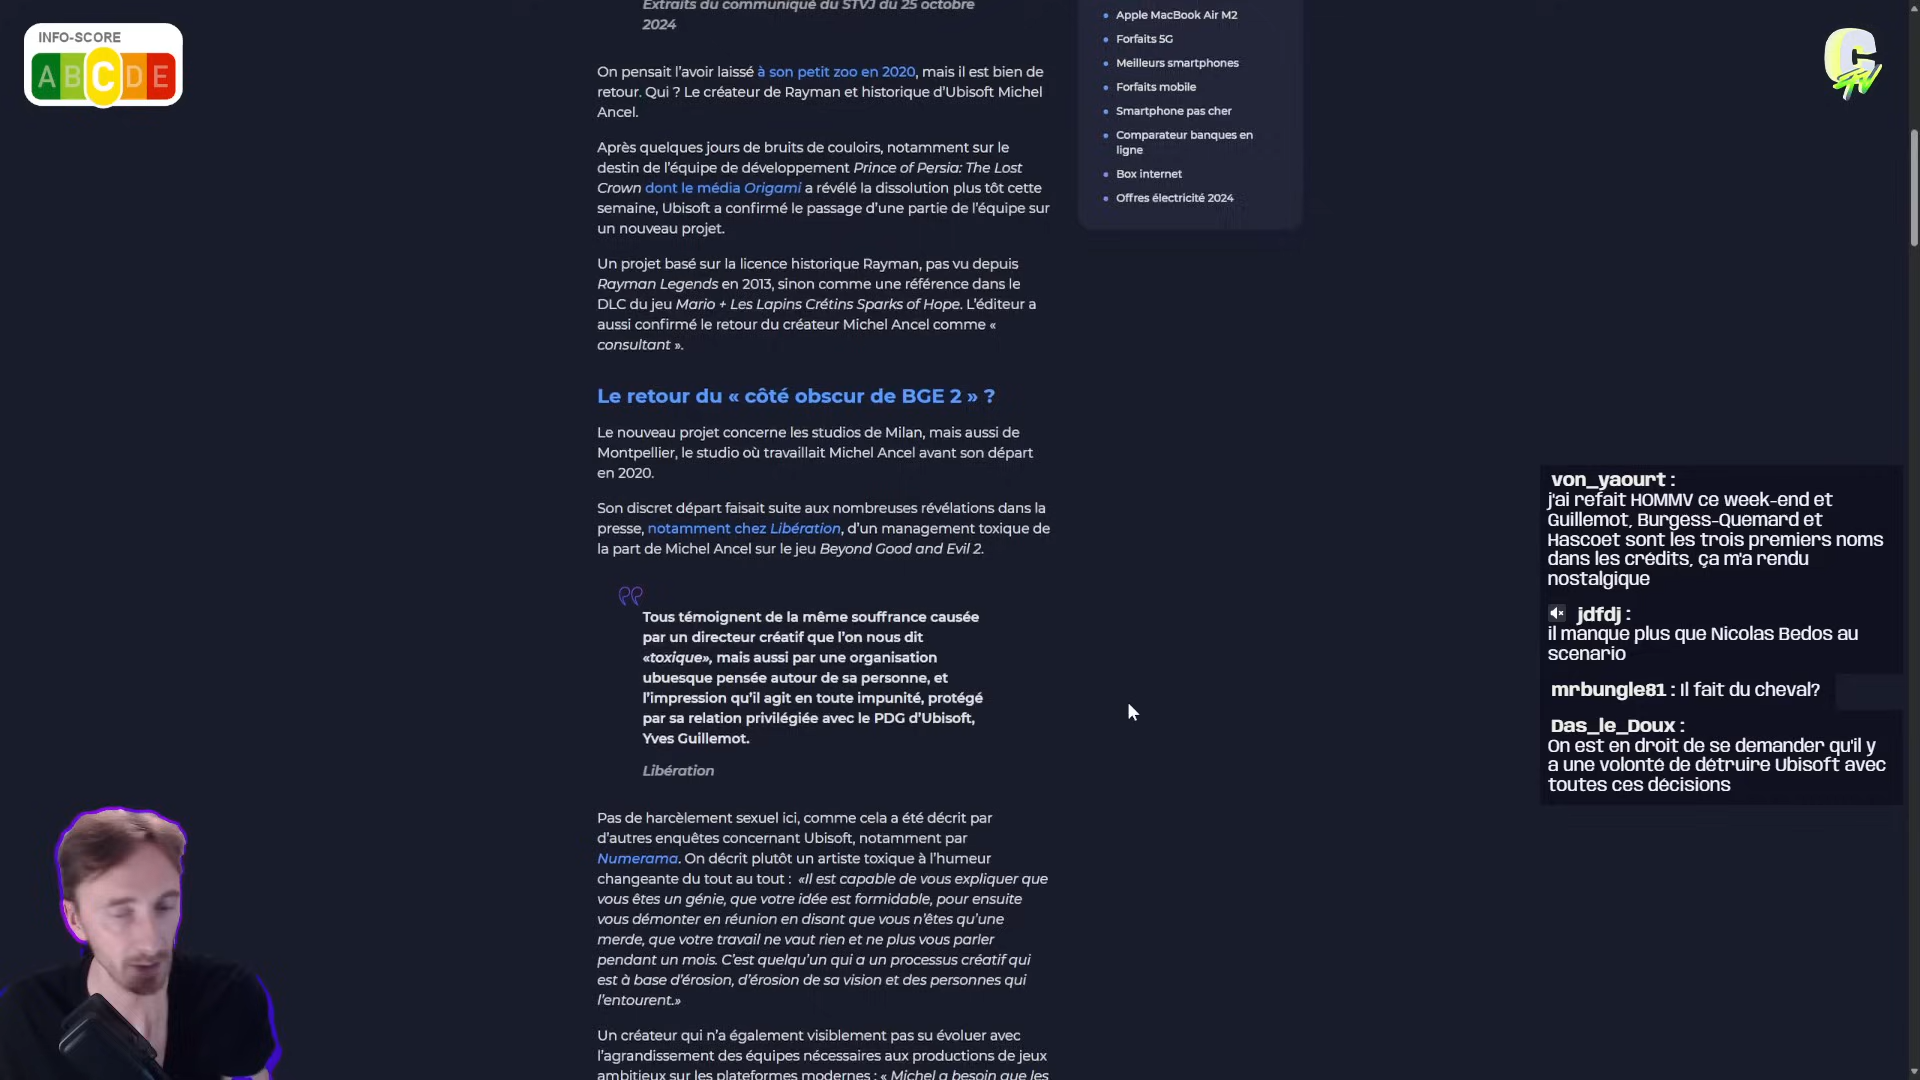 INFO-SCORE
A B C D E
Extraits du communiqué du STVJ du 25 octobre
2024
On pensait l’avoir laissé à son petit zoo en 2020, mais il est bien de
retour. Qui ? Le créateur de Rayman et historique d’Ubisoft Michel
Ancel.
Après quelques jours de bruits de couloirs, notamment sur le
destin de l’équipe de développement Prince of Persia: The Lost
Crown dont le média Origami a révélé la dissolution plus tôt cette
semaine, Ubisoft a confirmé le passage d’une partie de l’équipe sur
un nouveau projet.
Un projet basé sur la licence historique Rayman, pas vu depuis
Rayman Legends en 2013, sinon comme une référence dans le
DLC du jeu Mario + Les Lapins Crétins Sparks of Hope. L’éditeur a
aussi confirmé le retour du créateur Michel Ancel comme «
consultant ».
Le retour du « côté obscur de BGE 2 » ?
Le nouveau projet concerne les studios de Milan, mais aussi de
Montpellier, le studio où travaillait Michel Ancel avant son départ
en 2020.
Son discret départ faisait suite aux nombreuses révélations dans la
presse, notamment chez Libération, d’un management toxique de
la part de Michel Ancel sur le jeu Beyond Good and Evil 2.
Tous témoignent de la même souffrance causée
par un directeur créatif que l’on nous dit
«toxique», mais aussi par une organisation
ubuesque pensée autour de sa personne, et
l’impression qu’il agit en toute impunité, protégé
par sa relation privilégiée avec le PDG d’Ubisoft,
Yves Guillemot.
Libération
Pas de harcèlement sexuel ici, comme cela a été décrit par
d’autres enquêtes concernant Ubisoft, notamment par
Numerama. On décrit plutôt un artiste toxique à l’humeur
changeante du tout au tout : «Il est capable de vous expliquer que
vous êtes un génie, que votre idée est formidable, pour ensuite
vous démonter en réunion en disant que vous n’êtes qu’une
merde, que votre travail ne vaut rien et ne plus vous parler
pendant un mois. C’est quelqu’un qui a un processus créatif qui
est à base d’érosion, d’érosion de sa vision et des personnes qui
l’entourent.»
Un créateur qui n’a également visiblement pas su évoluer avec
l’agrandissement des équipes nécessaires aux productions de jeux
ambitieux sur les plateformes modernes : « Michel a besoin que les
Apple MacBook Air M2
Forfaits 5G
Meilleurs smartphones
Forfaits mobile
Smartphone pas cher
Comparateur banques en
ligne
Box internet
Offres électricité 2024
C TV
von_yaourt :
j'ai refait HOMMV ce week-end et
Guillemot, Burgess-Quemard et
Hascoet sont les trois premiers noms
dans les crédits, ça m'a rendu
nostalgique
jdfdj :
il manque plus que Nicolas Bedos au
scenario
mrbungle81 : Il fait du cheval?
Das_le_Doux :
On est en droit de se demander qu'il y
a une volonté de détruire Ubisoft avec
toutes ces décisions